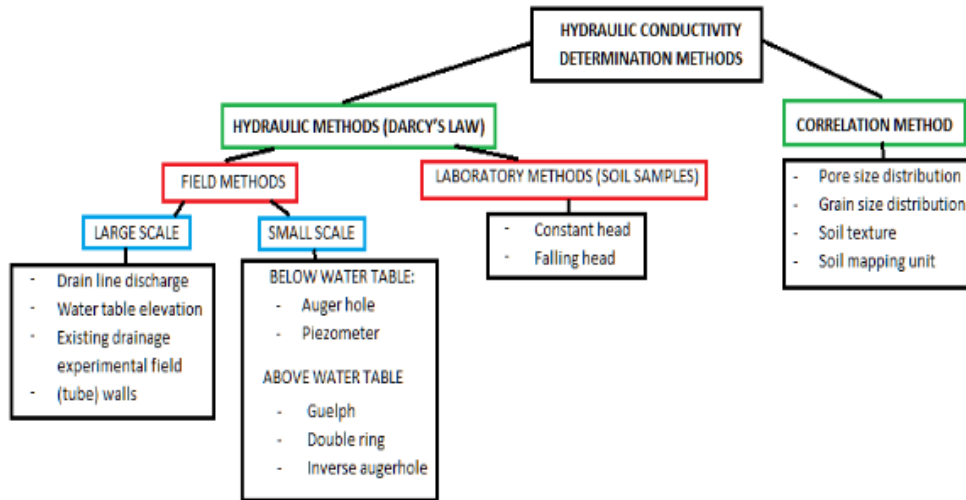 HYDRAULIC CONDUCTIVITY
DETERMINATION METHODS
HYDRAULIC METHODS (DARCY'S LAW)
CORRELATION METHOD
FIELD METHODS
LABORATORY METHODS (SOIL SAMPLES)
- Pore size distribution
- Grain size distribution
- Soil texture
- Soil mapping unit
LARGE SCALE
SMALL SCALE
- Constant head
- Falling head
- Drain line discharge
- Water table elevation
- Existing drainage
experimental field
- (tube) walls
BELOW WATER TABLE:
- Auger hole
- Piezometer
ABOVE WATER TABLE
- Guelph
- Double ring
- Inverse augerhole